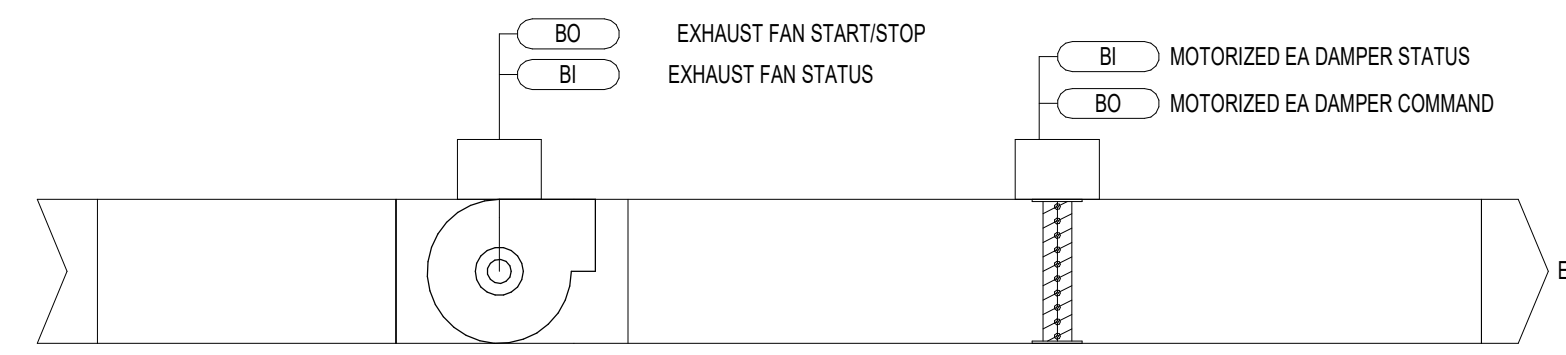 BO EXHAUST FAN START/STOP
BI EXHAUST FAN STATUS
BI MOTORIZED EA DAMPER STATUS
BO MOTORIZED EA DAMPER COMMAND